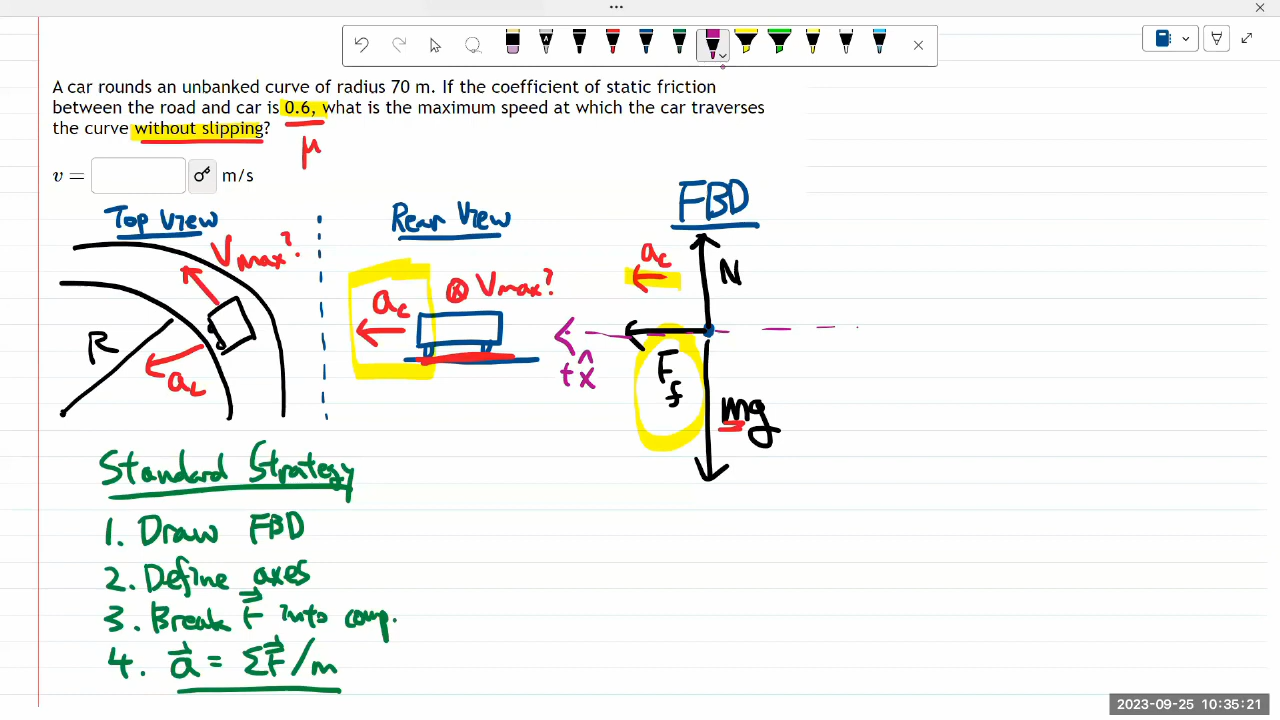 A car rounds an unbanked curve of radius 70 m. If the coefficient of static friction
between the road and car is 0.6, what is the maximum speed at which the car traverses
the curve without slipping?
μ
v = m/s
Top View
Rear View
FBD
Vmax?
R
ac
ac
⊗ Vmax?
ac
N
Ff
mg
+x̂
Standard Strategy
1. Draw FBD
2. Define axes
3. Break F⃗ into comp.
4. a⃗ = ΣF⃗/m
2023-09-25 10:35:21